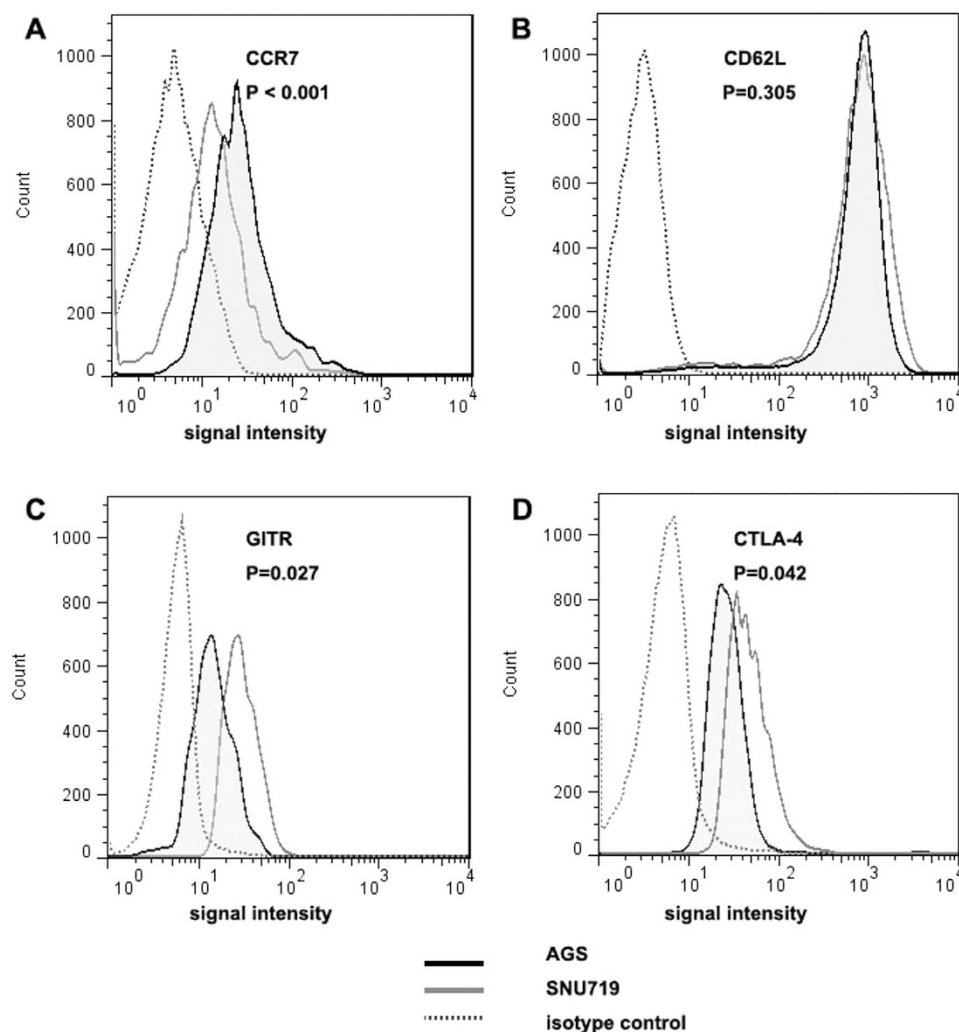 A
CCR7
P < 0.001
Count
1000
800
600
400
200
0
10^0 10^1 10^2 10^3 10^4
signal intensity
B
CD62L
P=0.305
Count
1000
800
600
400
200
0
10^0 10^1 10^2 10^3 10^4
signal intensity
C
GITR
P=0.027
Count
1000
800
600
400
200
0
10^0 10^1 10^2 10^3 10^4
signal intensity
D
CTLA-4
P=0.042
Count
1000
800
600
400
200
0
10^0 10^1 10^2 10^3 10^4
signal intensity
AGS
SNU719
isotype control